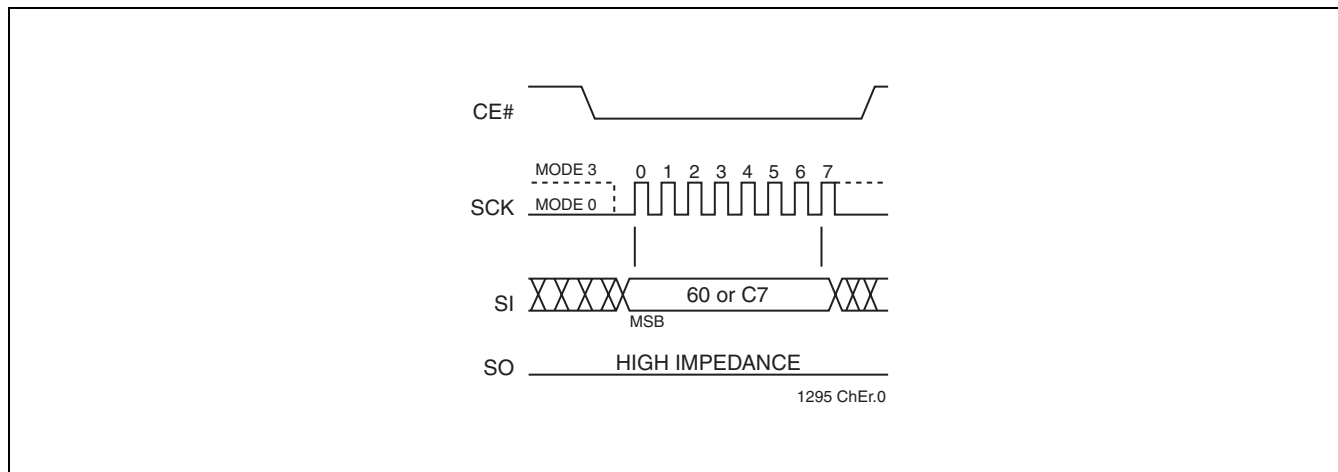 CE#
MODE 3
0 1 2 3 4 5 6 7
SCK
MODE 0
SI
60 or C7
MSB
SO
HIGH IMPEDANCE
1295 ChEr.0